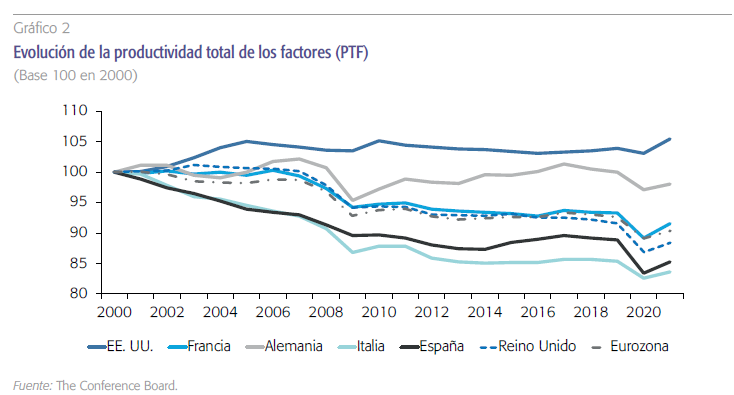 Gráfico 2
Evolución de la productividad total de los factores (PTF)
(Base 100 en 2000)
110
105
100
95
90
85
80
2000 2002 2004 2006 2008 2010 2012 2014 2016 2018 2020
EE. UU. Francia Alemania Italia España Reino Unido Eurozona
Fuente: The Conference Board.